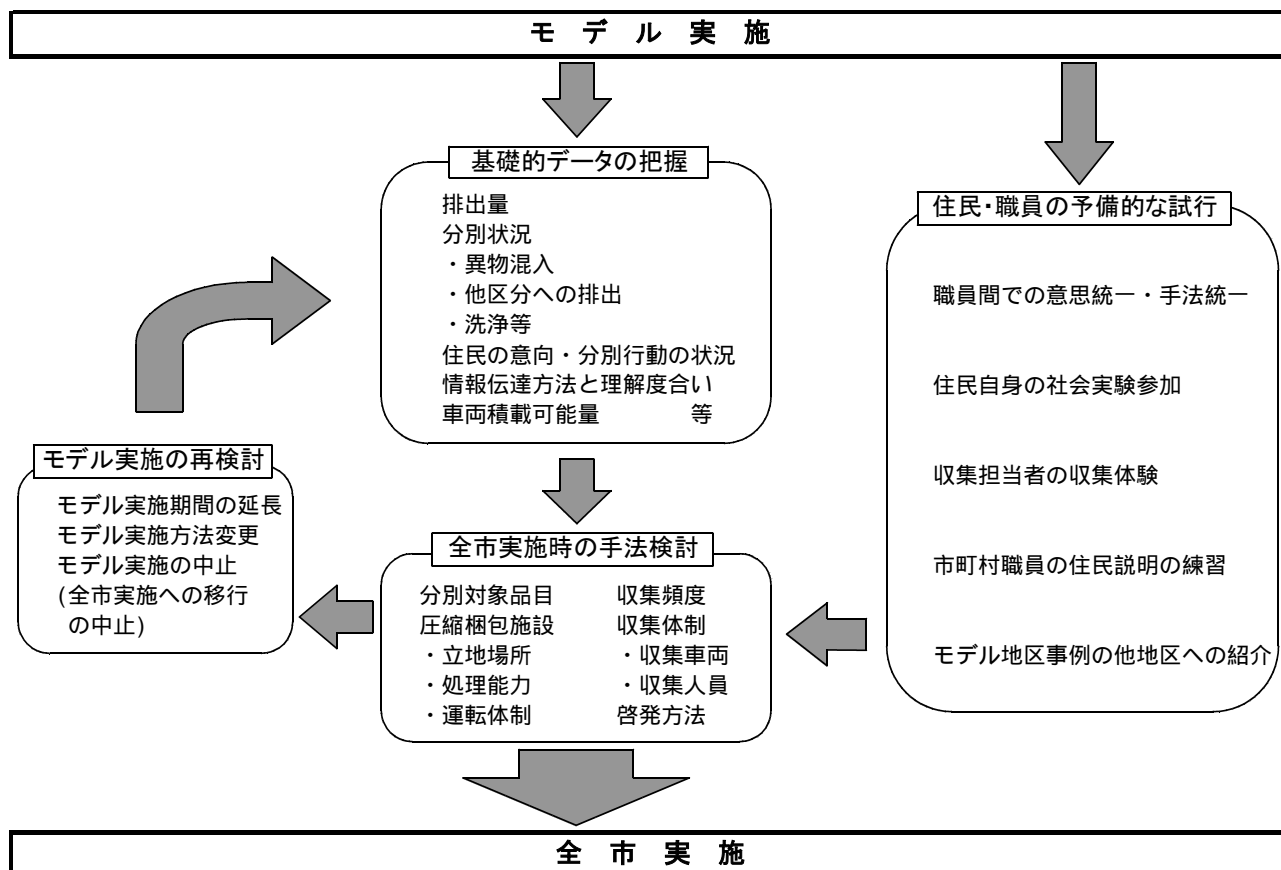 モデル実施
基礎的データの把握
排出量
分別状況
・異物混入
・他区分への排出
・洗浄等
住民の意向・分別行動の状況
情報伝達方法と理解度合い
車両積載可能量 等
住民・職員の予備的な試行
職員間での意思統一・手法統一
住民自身の社会実験参加
収集担当者の収集体験
市町村職員の住民説明の練習
モデル地区事例の他地区への紹介
モデル実施の再検討
モデル実施期間の延長
モデル実施方法変更
モデル実施の中止
(全市実施への移行
の中止)
全市実施時の手法検討
分別対象品目 収集頻度
圧縮梱包施設 収集体制
・立地場所 ・収集車両
・処理能力 ・収集人員
・運転体制 啓発方法
全市実施